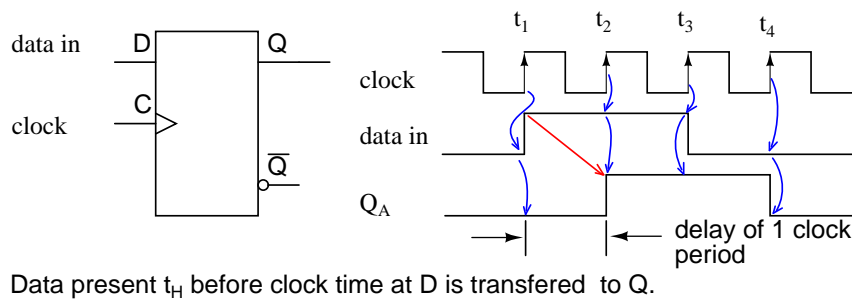 t1 t2 t3 t4
data in D Q
clock
C
clock
data in
Q
QA
delay of 1 clock
period
Data present tH before clock time at D is transfered to Q.